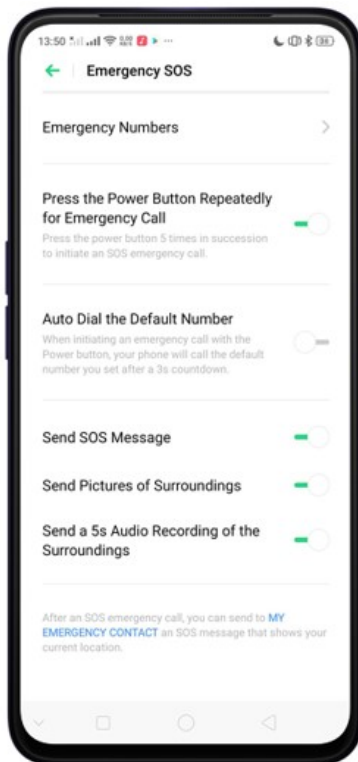 13:50
Emergency SOS
Emergency Numbers
Press the Power Button Repeatedly
for Emergency Call
Press the power button 5 times in succession
to initiate an SOS emergency call.
Auto Dial the Default Number
When initiating an emergency call with the
Power button, your phone will call the default
number you set after a 3s countdown.
Send SOS Message
Send Pictures of Surroundings
Send a 5s Audio Recording of the
Surroundings
After an SOS emergency call, you can send to MY
EMERGENCY CONTACT an SOS message that shows your
current location.